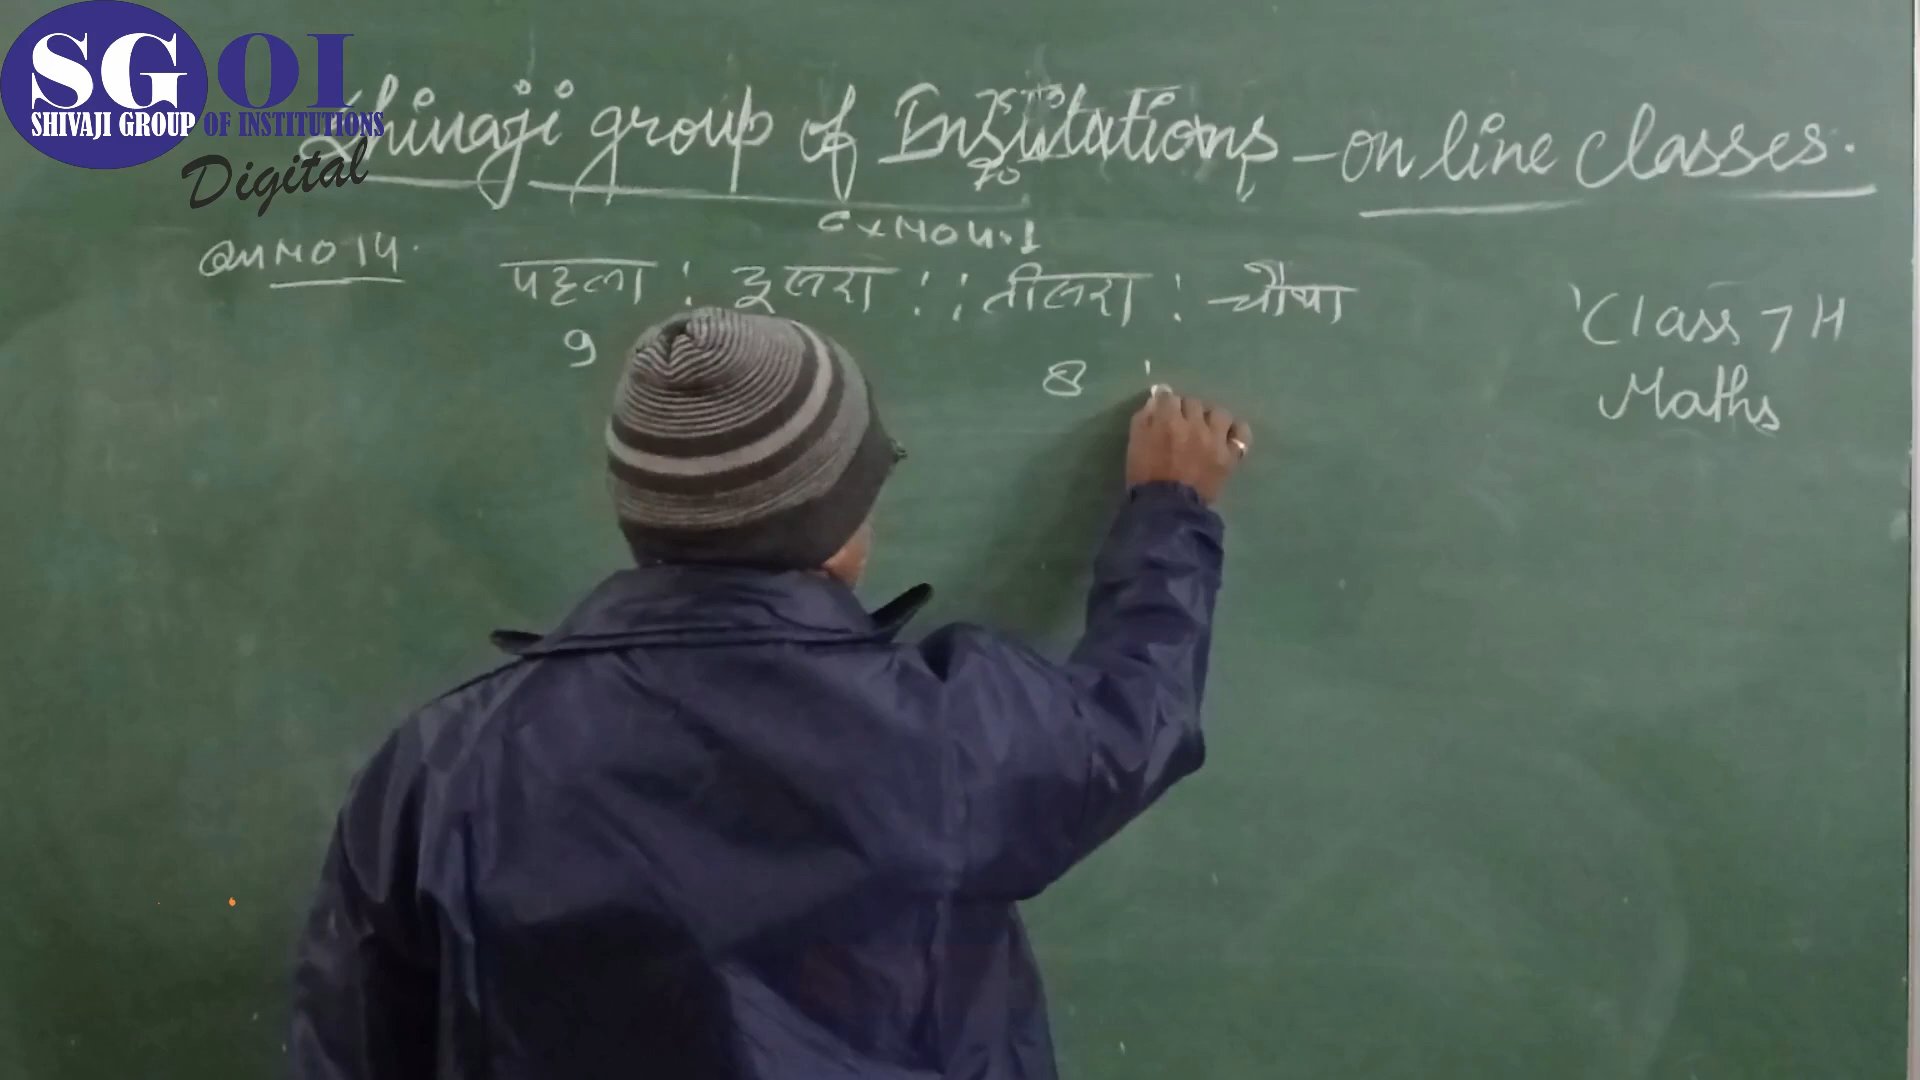 SGOI
SHIVAJI GROUP OF INSTITUTIONS
Digital
Shivaji group of Institutions - on line classes.
Ex NO 4.1
Qu NO 14.
पहला : दूसरा :: तीसरा : चौथा
9
8 :
Class 7 H
Maths